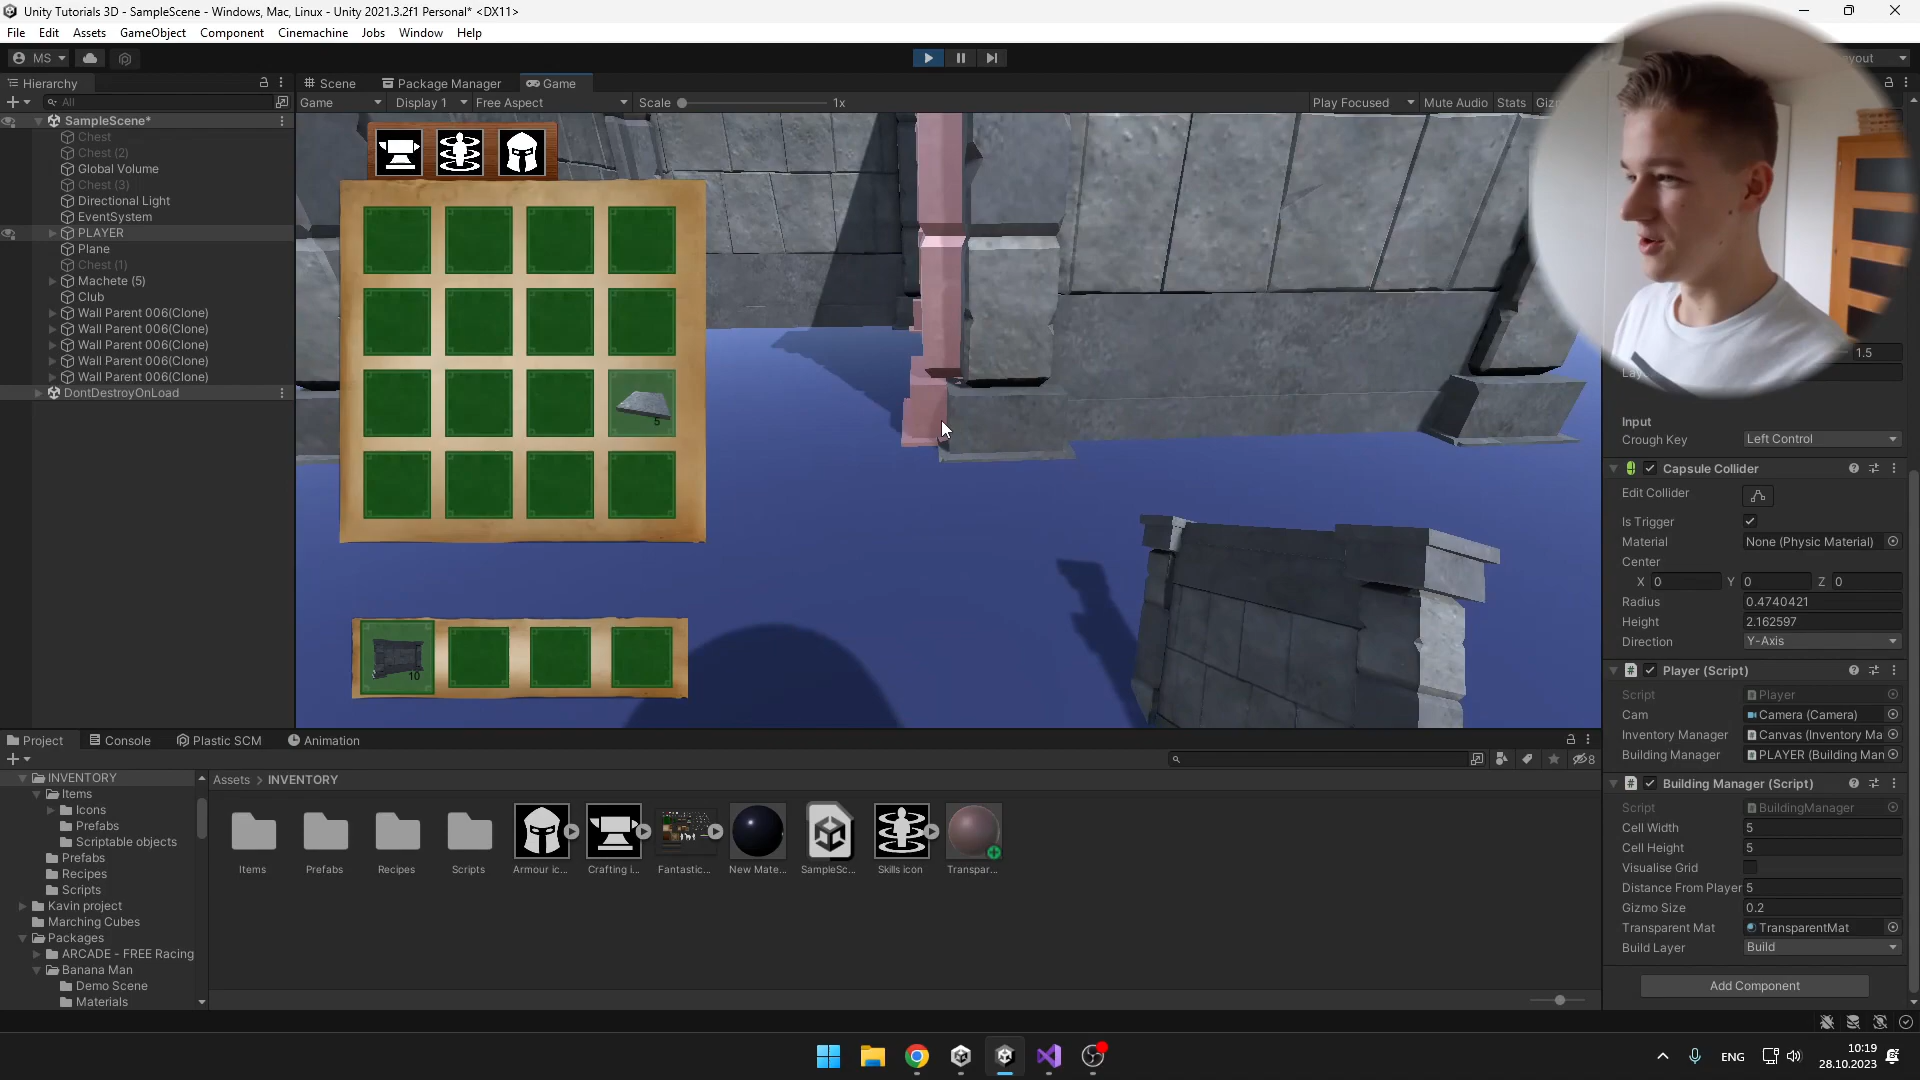 Unity Tutorials 3D - SampleScene - Windows, Mac, Linux - Unity 2021.3.2f1 Personal* <DX11>
File Edit Assets GameObject Component Cinemachine Jobs Window Help
MS
Hierarchy
Scene Package Manager Game
All
Game Display 1 Free Aspect Scale 1x Play Focused Mute Audio Stats
SampleScene*
Chest
Chest (2)
Global Volume
Chest (3)
Directional Light
EventSystem
PLAYER
Plane
Chest (1)
Machete (5)
Club
Wall Parent 006(Clone)
Wall Parent 006(Clone)
Wall Parent 006(Clone)
Wall Parent 006(Clone)
Wall Parent 006(Clone)
DontDestroyOnLoad
5
10
1.5
Input
Crough Key Left Control
Capsule Collider
Edit Collider
Is Trigger
Material None (Physic Material)
Center
X 0 Y 0 Z 0
Radius 0.4740421
Height 2.162597
Direction Y-Axis
Player (Script)
Script Player
Cam Camera (Camera)
Inventory Manager Canvas (Inventory Ma
Building Manager PLAYER (Building Man
Building Manager (Script)
Script BuildingManager
Cell Width 5
Cell Height 5
Visualise Grid
Distance From Player 5
Gizmo Size 0.2
Transparent Mat TransparentMat
Build Layer Build
Add Component
Project Console Plastic SCM Animation
8
INVENTORY
Items
Icons
Prefabs
Scriptable objects
Prefabs
Recipes
Scripts
Kavin project
Marching Cubes
Packages
ARCADE - FREE Racing
Banana Man
Demo Scene
Materials
Assets > INVENTORY
Items Prefabs Recipes Scripts Armour ic... Crafting i... Fantastic... New Mate... SampleSc... Skills icon Transpar...
ENG
10:19
28.10.2023